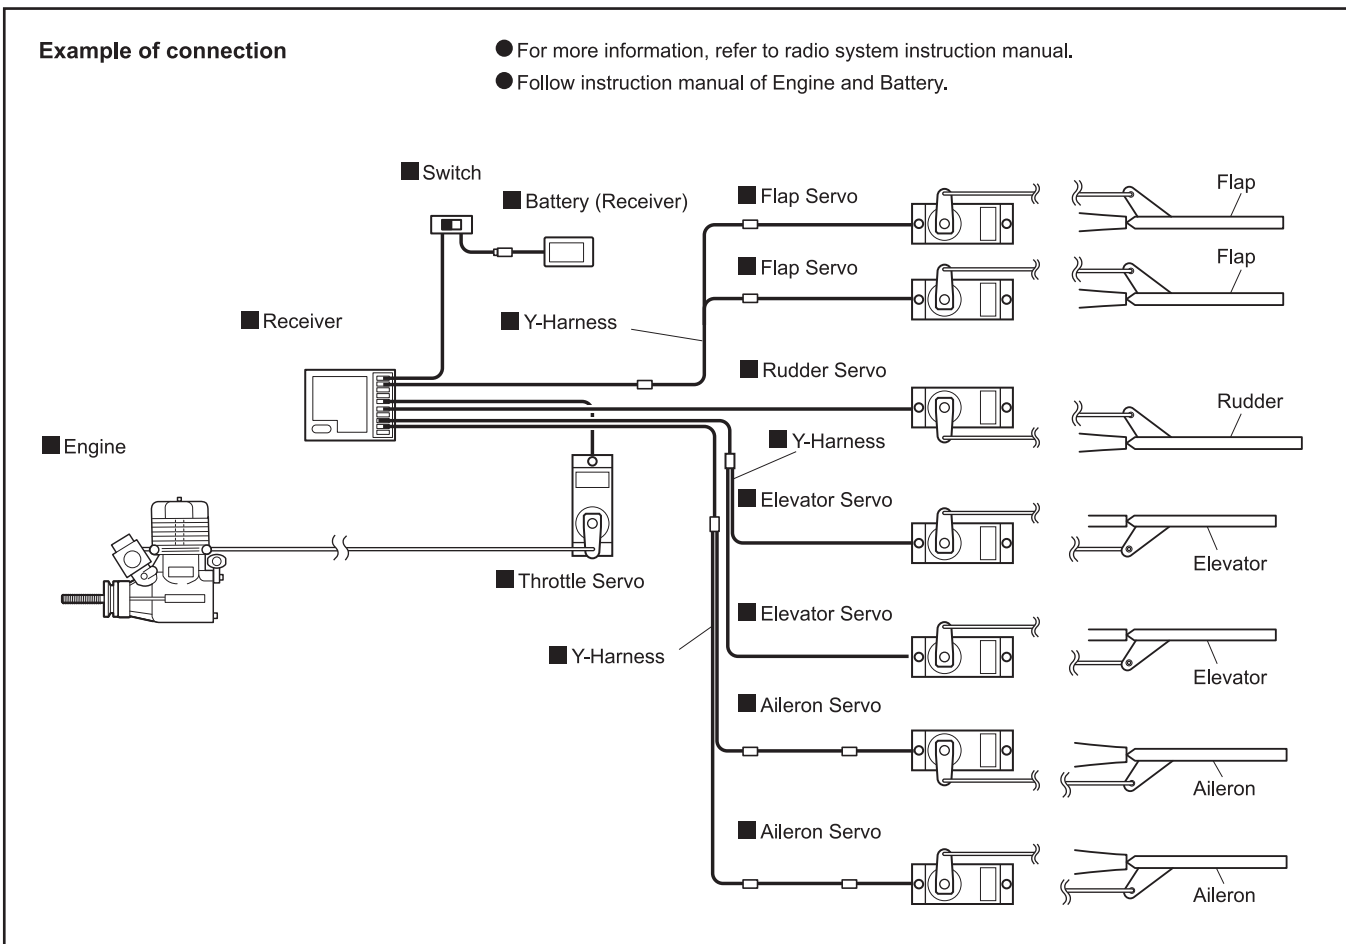 Example of connection
● For more information, refer to radio system instruction manual.
● Follow instruction manual of Engine and Battery.
■ Switch
■ Battery (Receiver)
■ Flap Servo
Flap
■ Flap Servo
Flap
■ Receiver
■ Y-Harness
■ Rudder Servo
Rudder
■ Engine
■ Y-Harness
■ Elevator Servo
Elevator
■ Throttle Servo
■ Elevator Servo
■ Y-Harness
Elevator
■ Aileron Servo
Aileron
■ Aileron Servo
Aileron